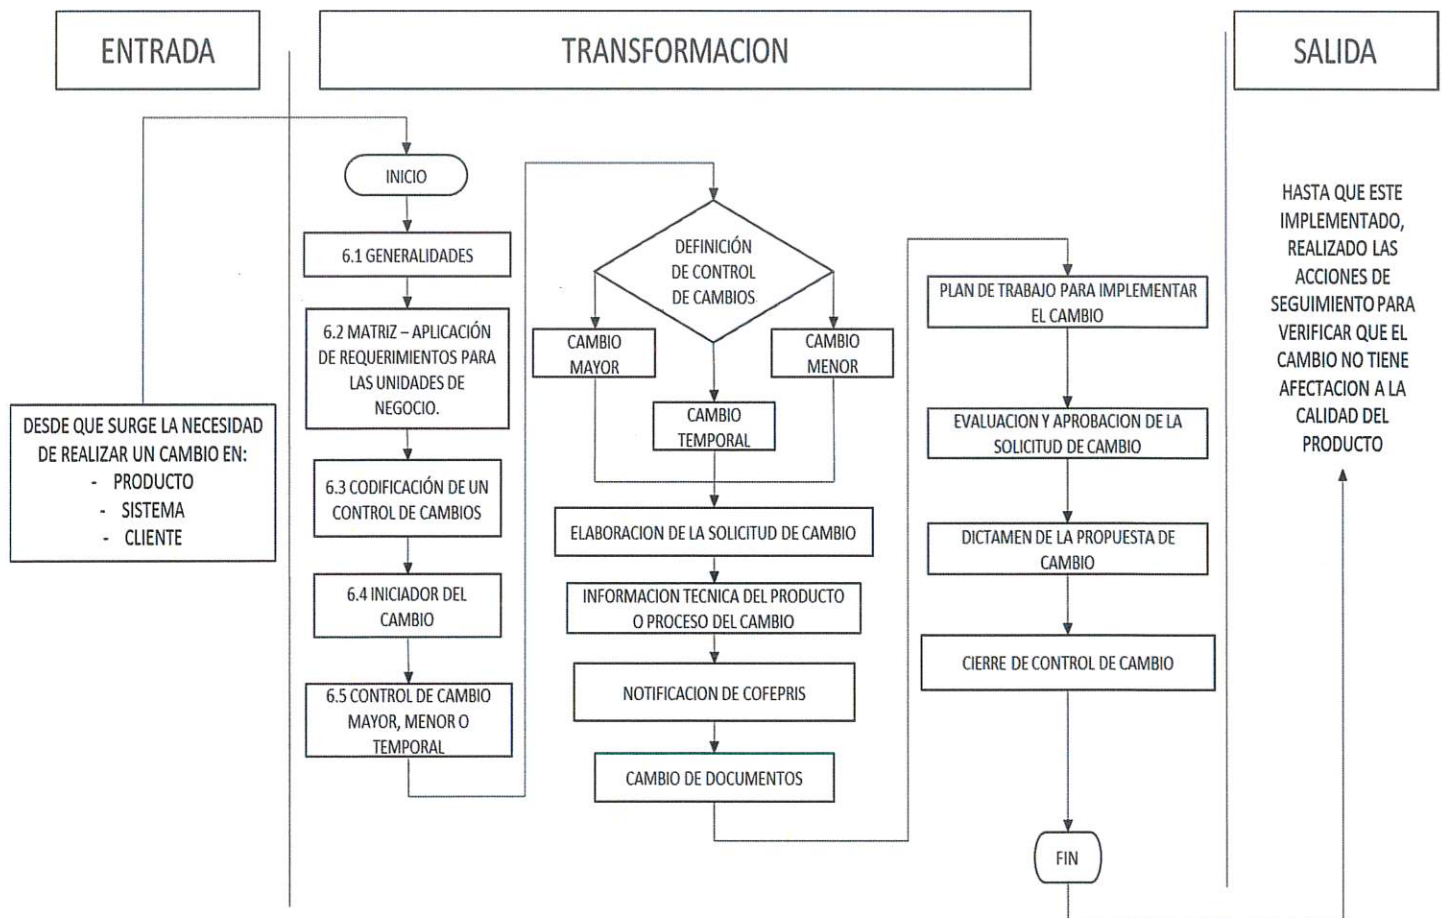 ENTRADA
TRANSFORMACION
SALIDA
DESDE QUE SURGE LA NECESIDAD
DE REALIZAR UN CAMBIO EN:
- PRODUCTO
- SISTEMA
- CLIENTE
INICIO
6.1 GENERALIDADES
6.2 MATRIZ – APLICACIÓN
DE REQUERIMIENTOS PARA
LAS UNIDADES DE
NEGOCIO.
6.3 CODIFICACIÓN DE UN
CONTROL DE CAMBIOS
6.4 INICIADOR DEL
CAMBIO
6.5 CONTROL DE CAMBIO
MAYOR, MENOR O
TEMPORAL
DEFINICIÓN
DE CONTROL
DE CAMBIOS
CAMBIO
MAYOR
CAMBIO
MENOR
CAMBIO
TEMPORAL
ELABORACION DE LA SOLICITUD DE CAMBIO
INFORMACION TECNICA DEL PRODUCTO
O PROCESO DEL CAMBIO
NOTIFICACION DE COFEPRIS
CAMBIO DE DOCUMENTOS
PLAN DE TRABAJO PARA IMPLEMENTAR
EL CAMBIO
EVALUACION Y APROBACION DE LA
SOLICITUD DE CAMBIO
DICTAMEN DE LA PROPUESTA DE
CAMBIO
CIERRE DE CONTROL DE CAMBIO
FIN
HASTA QUE ESTE
IMPLEMENTADO,
REALIZADO LAS
ACCIONES DE
SEGUIMIENTO PARA
VERIFICAR QUE EL
CAMBIO NO TIENE
AFECTACION A LA
CALIDAD DEL
PRODUCTO